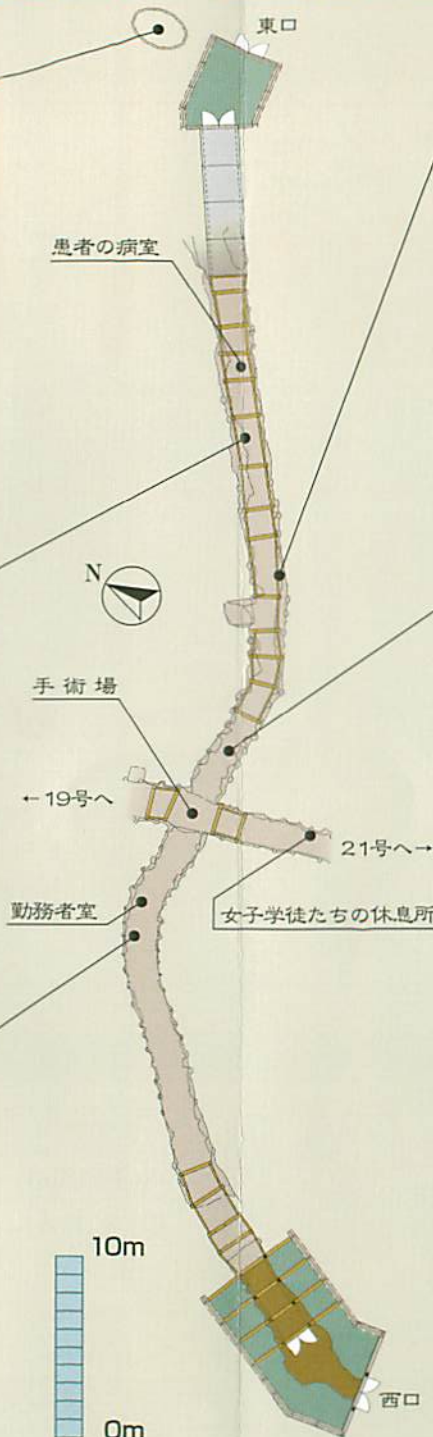 東口
患者の病室
N
手術場
←19号へ
21号へ→
勤務者室
女子学徒たちの休息所
10m
0m
西口